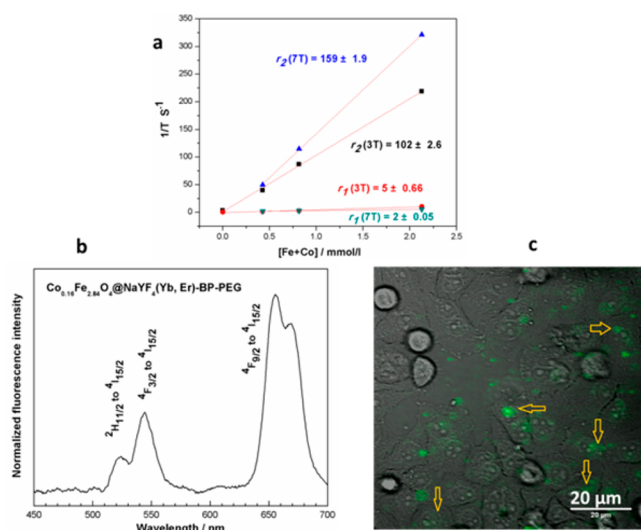 a
350
300
250
200
150
100
50
0
1/T S-1
r2(7T) = 159 ± 1.9
r2(3T) = 102 ± 2.6
r1(3T) = 5 ± 0.66
r1(7T) = 2 ± 0.05
0.0 0.5 1.0 1.5 2.0 2.5
[Fe+Co] / mmol/l
b
c
Normalized fluorescence intensity
Co0.16Fe2.84O4@NaYF4(Yb, Er)-BP-PEG
2H11/2 to 4I15/2
4F3/2 to 4I15/2
4F9/2 to 4I15/2
450 500 550 600 650 700
Wavelength / nm
20 µm
20 µm